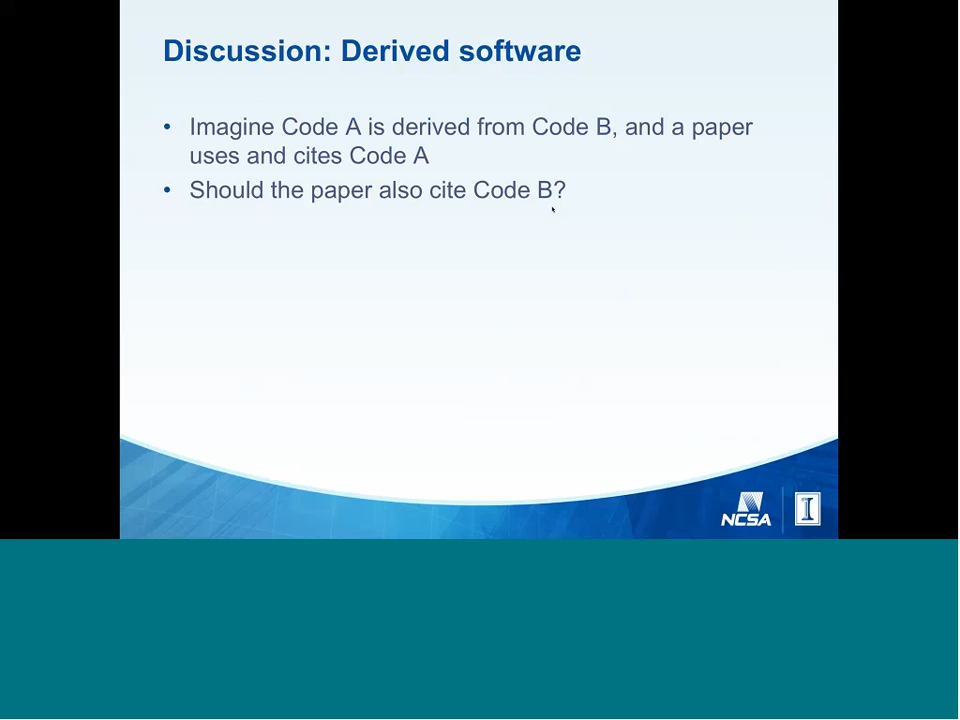 Discussion: Derived software
• Imagine Code A is derived from Code B, and a paper
uses and cites Code A
• Should the paper also cite Code B?
NCSA
I